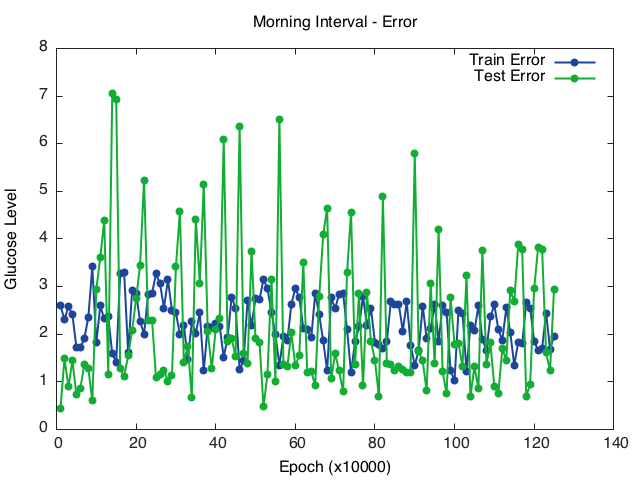 Morning Interval - Error
Train Error
Test Error
8
7
6
5
4
3
2
1
0
Glucose Level
0 20 40 60 80 100 120 140
Epoch (x10000)